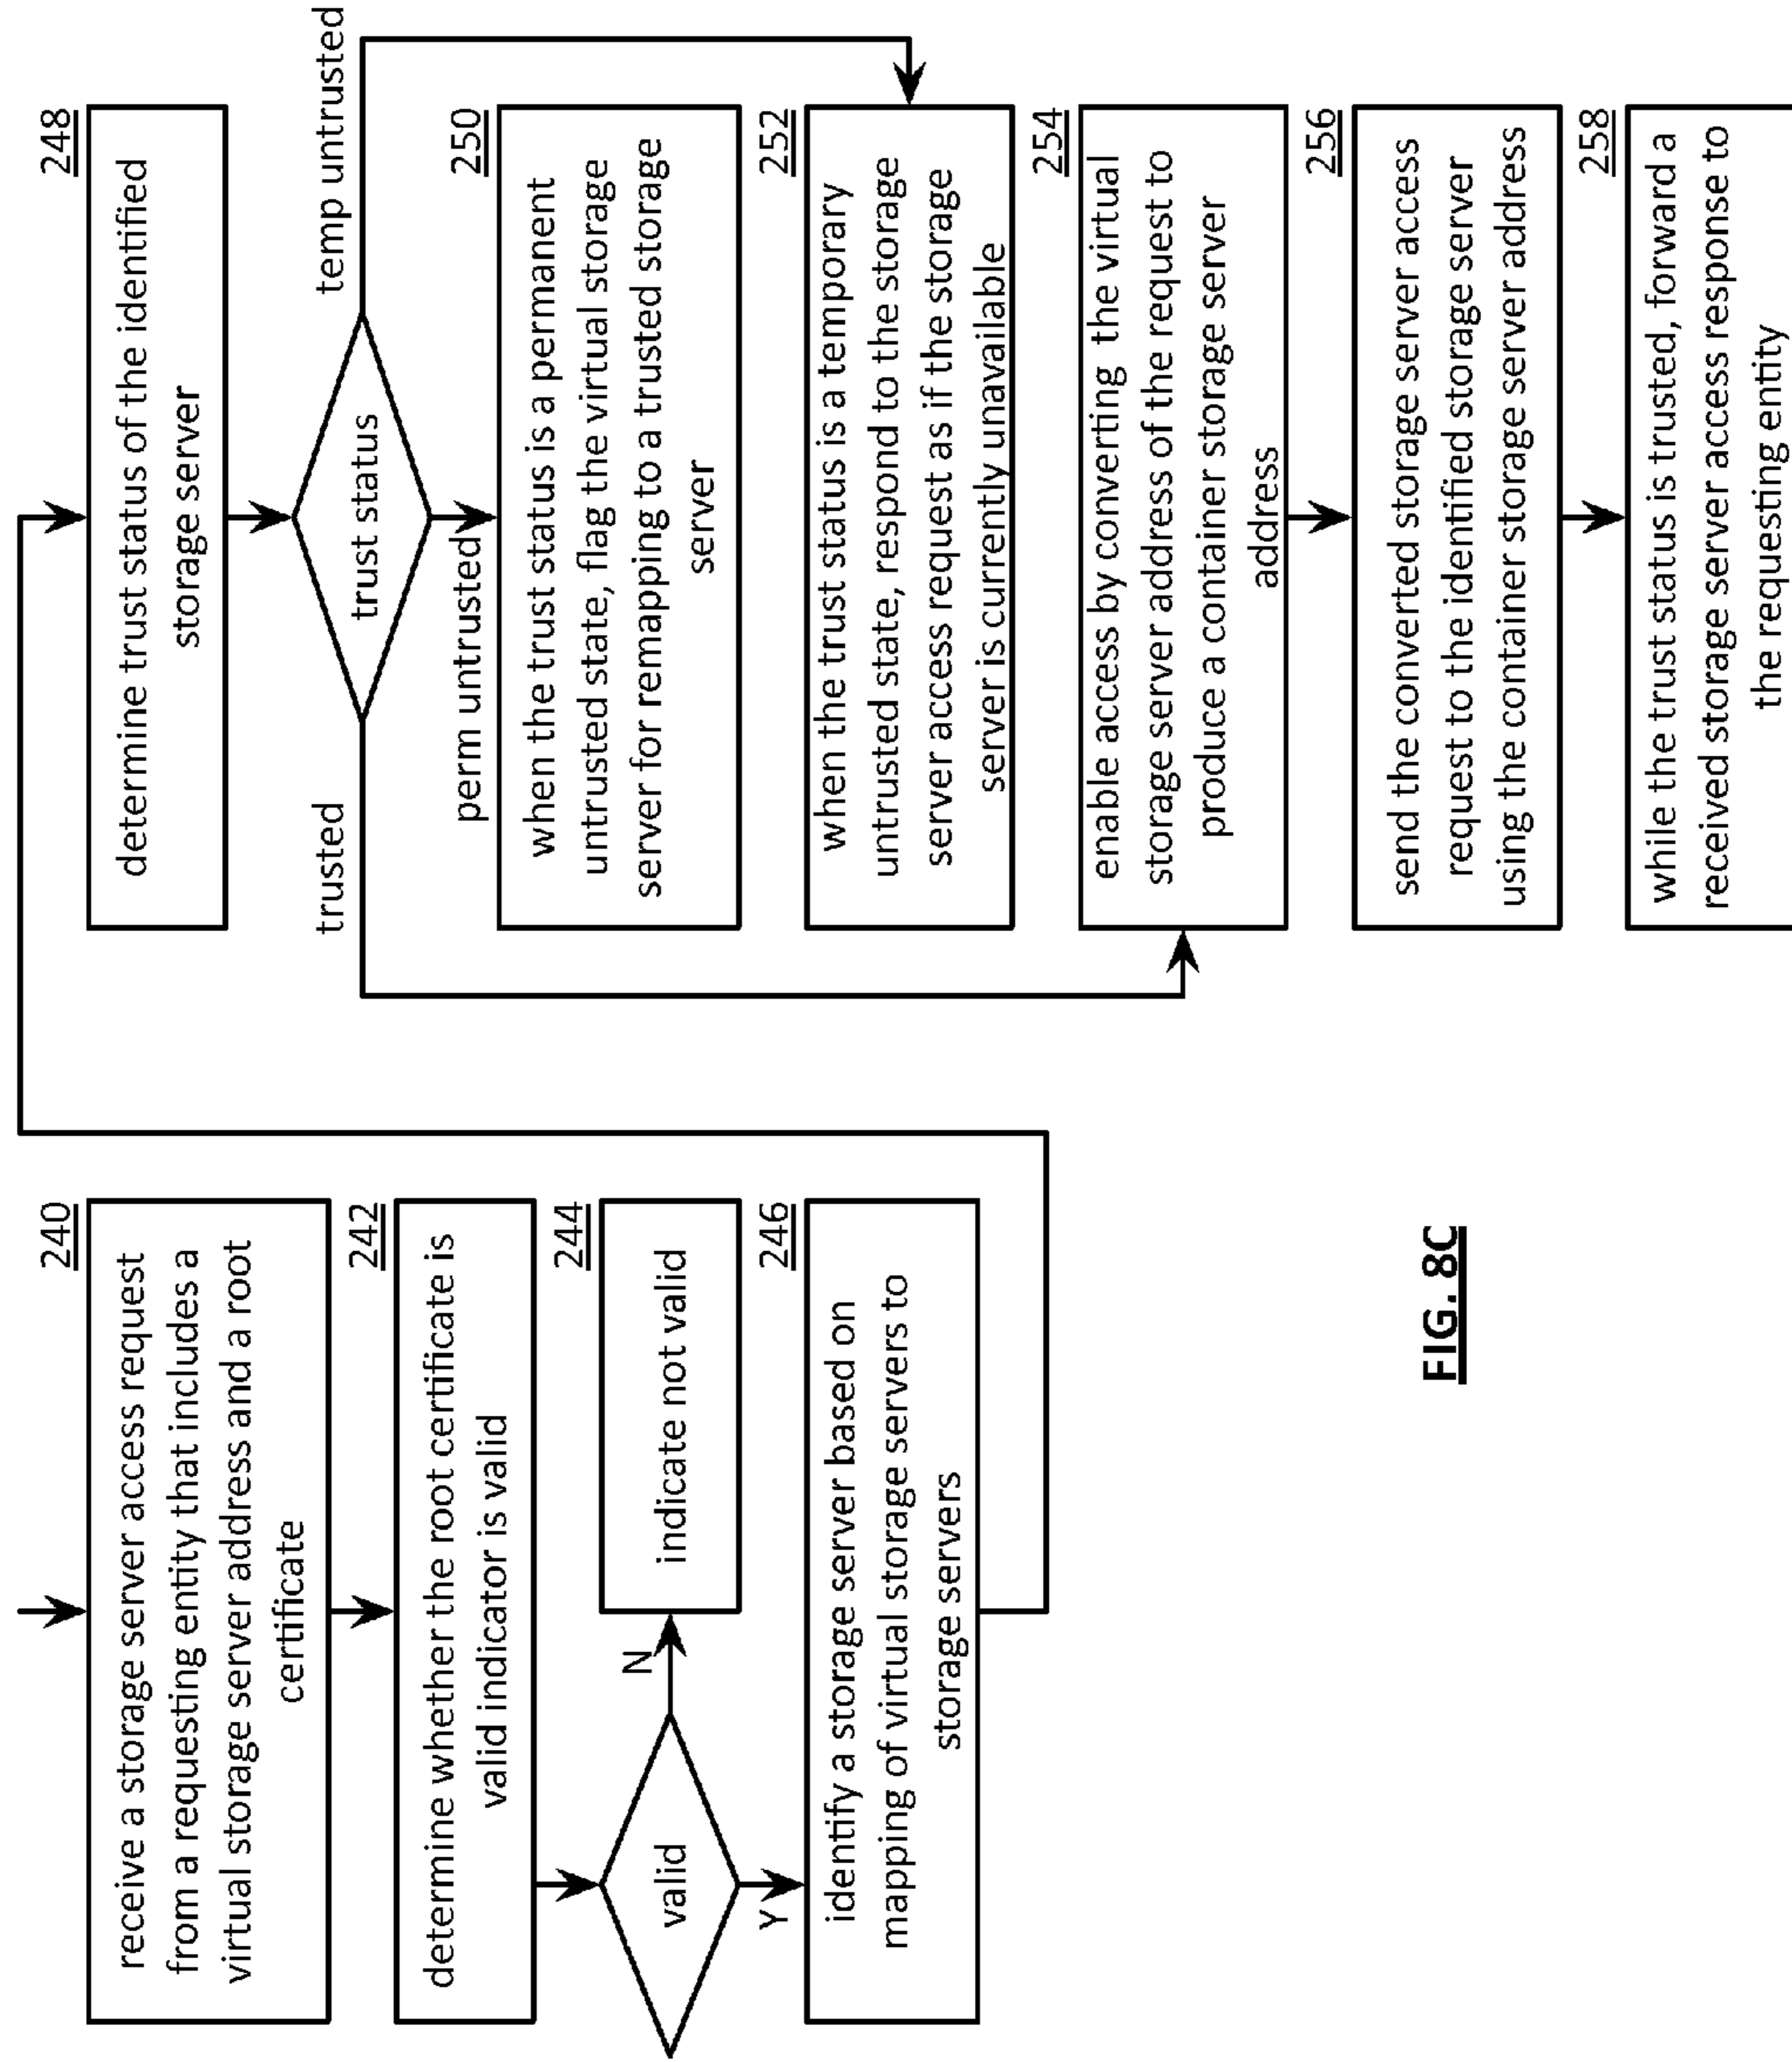 240
receive a storage server access request
from a requesting entity that includes a
virtual storage server address and a root
certificate
242
determine whether the root certificate is
valid indicator is valid
valid
N
244
indicate not valid
Y
246
identify a storage server based on
mapping of virtual storage servers to
storage servers
248
determine trust status of the identified
storage server
trust status
trusted
temp untrusted
perm untrusted
250
when the trust status is a permanent
untrusted state, flag the virtual storage
server for remapping to a trusted storage
server
252
when the trust status is a temporary
untrusted state, respond to the storage
server access request as if the storage
server is currently unavailable
254
enable access by converting the virtual
storage server address of the request to
produce a container storage server
address
256
send the converted storage server access
request to the identified storage server
using the container storage server address
258
while the trust status is trusted, forward a
received storage server access response to
the requesting entity
FIG. 8C